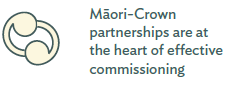 Māori-Crown
partnerships are at
the heart of effective
commissioning